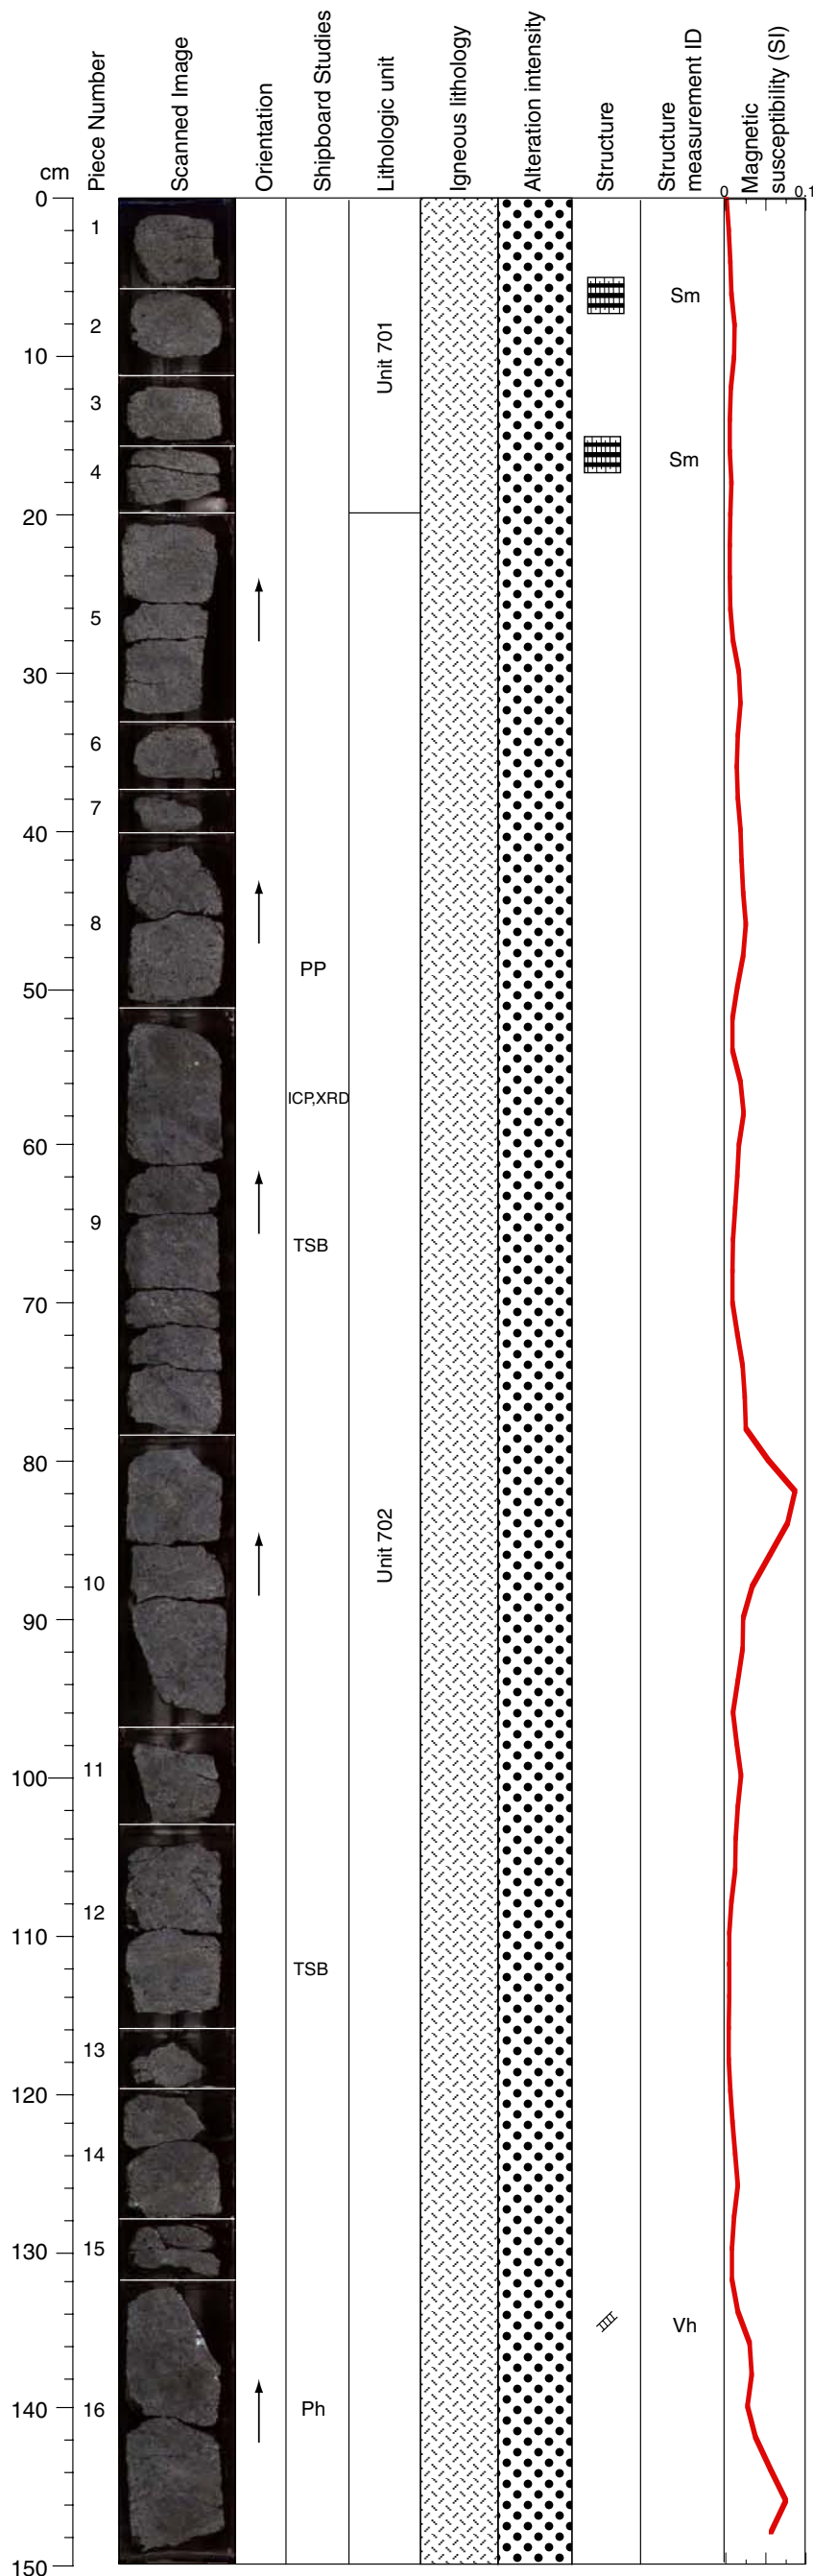 cm
Piece Number
Scanned Image
Orientation
Shipboard Studies
Lithologic unit
Igneous lithology
Alteration intensity
Structure
Structure
measurement ID
Magnetic
susceptibility (SI)
0 0.1
0
1
Sm
2
Unit 701
10
3
Sm
4
20
5
30
6
7
40
8
PP
50
ICP,XRD
60
9
TSB
70
80
Unit 702
10
90
11
100
12
110
TSB
13
120
14
15
130
Vh
140
16
Ph
150